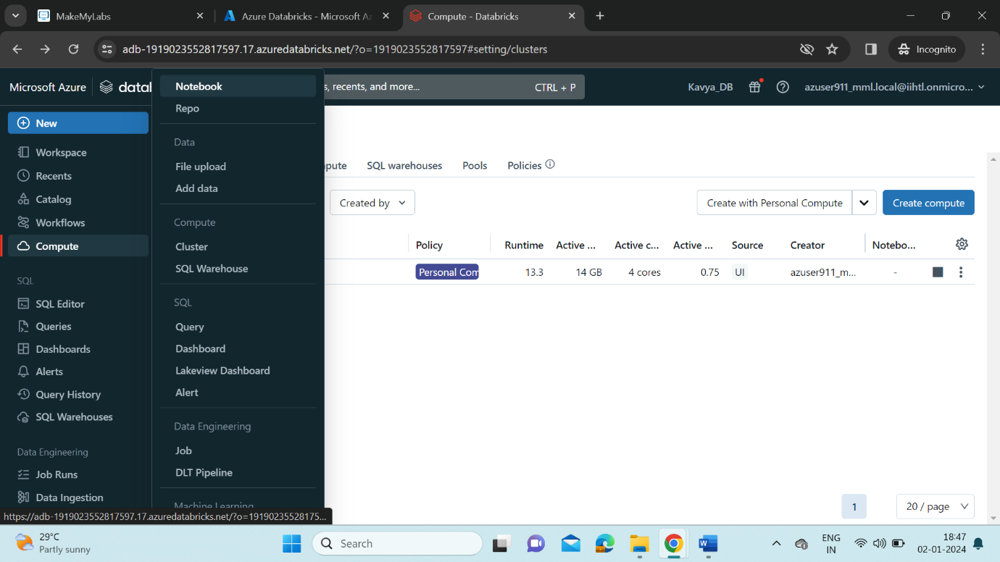 MakeMyLabs
Azure Databricks - Microsoft Az
Compute - Databricks
adb-1919023552817597.17.azuredatabricks.net/?o=1919023552817597#setting/clusters
Incognito
Microsoft Azure
datal
s, recents, and more...
CTRL + P
Kavya_DB
azuser911_mml.local@iihtl.onmicro...
New
Workspace
Recents
Catalog
Workflows
Compute
SQL
SQL Editor
Queries
Dashboards
Alerts
Query History
SQL Warehouses
Data Engineering
Job Runs
Data Ingestion
Notebook
Repo
Data
File upload
Add data
Compute
Cluster
SQL Warehouse
SQL
Query
Dashboard
Lakeview Dashboard
Alert
Data Engineering
Job
DLT Pipeline
Machine Learning
pute
SQL warehouses
Pools
Policies
Created by
Create with Personal Compute
Create compute
Policy
Runtime
Active ...
Active c...
Active ...
Source
Creator
Notebo...
Personal Com
13.3
14 GB
4 cores
0.75
UI
azuser911_m...
-
1
20 / page
https://adb-1919023552817597.17.azuredatabricks.net/?o=19190235528175...
29°C
Partly sunny
Search
ENG
IN
18:47
02-01-2024